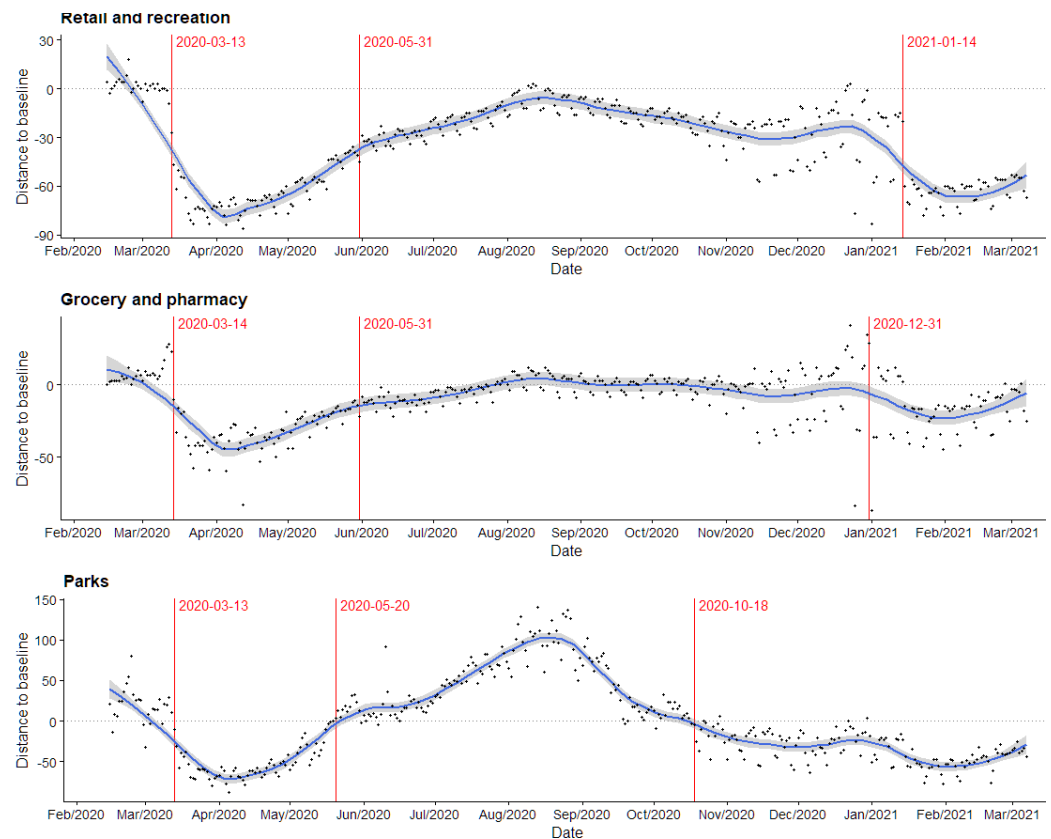 Retail and recreation
2020-03-13 2020-05-31 2021-01-14
30
0
-30
-60
-90
Distance to baseline
Feb/2020 Mar/2020 Apr/2020 May/2020 Jun/2020 Jul/2020 Aug/2020 Sep/2020 Oct/2020 Nov/2020 Dec/2020 Jan/2021 Feb/2021 Mar/2021
Date
Grocery and pharmacy
2020-03-14 2020-05-31 2020-12-31
0
-50
Distance to baseline
Feb/2020 Mar/2020 Apr/2020 May/2020 Jun/2020 Jul/2020 Aug/2020 Sep/2020 Oct/2020 Nov/2020 Dec/2020 Jan/2021 Feb/2021 Mar/2021
Date
Parks
150
2020-03-13 2020-05-20 2020-10-18
100
50
0
-50
Distance to baseline
Feb/2020 Mar/2020 Apr/2020 May/2020 Jun/2020 Jul/2020 Aug/2020 Sep/2020 Oct/2020 Nov/2020 Dec/2020 Jan/2021 Feb/2021 Mar/2021
Date